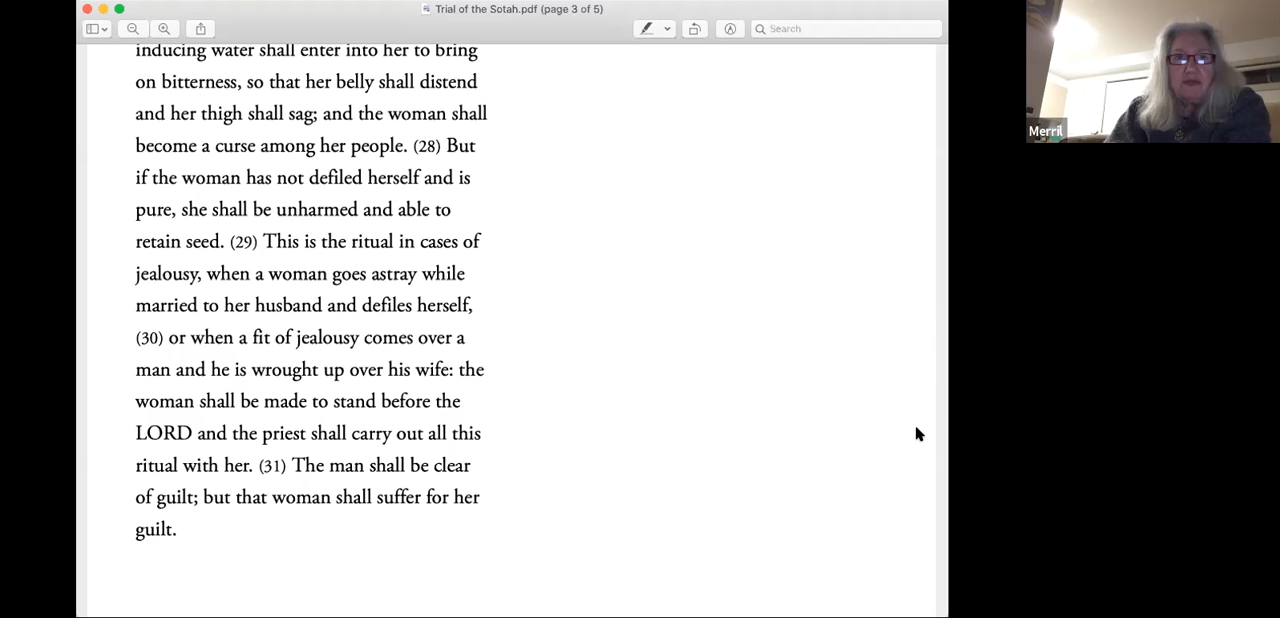 Trial of the Sotah.pdf (page 3 of 5)
Search
inducing water shall enter into her to bring
on bitterness, so that her belly shall distend
and her thigh shall sag; and the woman shall
become a curse among her people. (28) But
if the woman has not defiled herself and is
pure, she shall be unharmed and able to
retain seed. (29) This is the ritual in cases of
jealousy, when a woman goes astray while
married to her husband and defiles herself,
(30) or when a fit of jealousy comes over a
man and he is wrought up over his wife: the
woman shall be made to stand before the
LORD and the priest shall carry out all this
ritual with her. (31) The man shall be clear
of guilt; but that woman shall suffer for her
guilt.
Merril